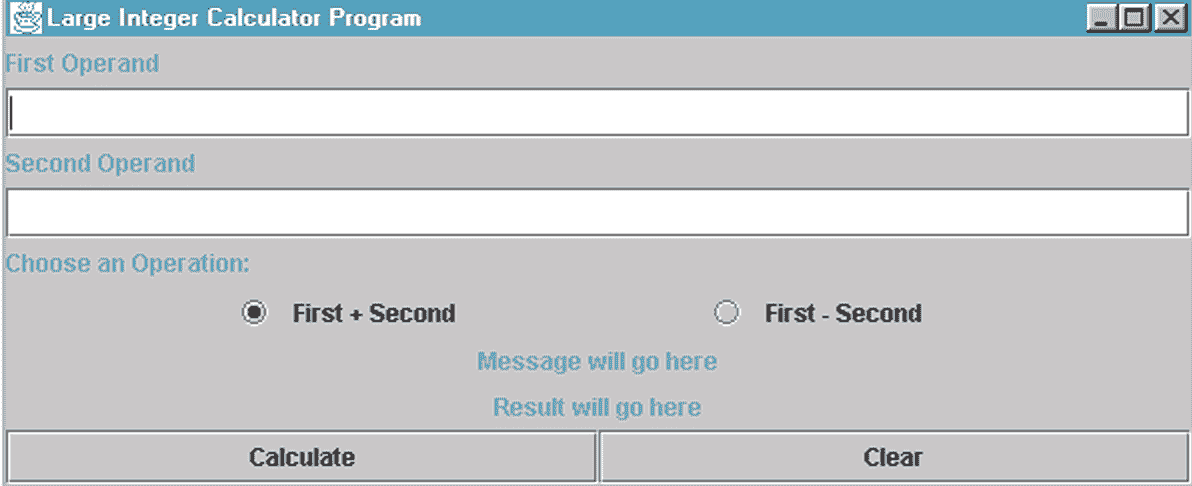 Large Integer Calculator Program
First Operand
Second Operand
Choose an Operation:
First + Second First - Second
Message will go here
Result will go here
Calculate Clear